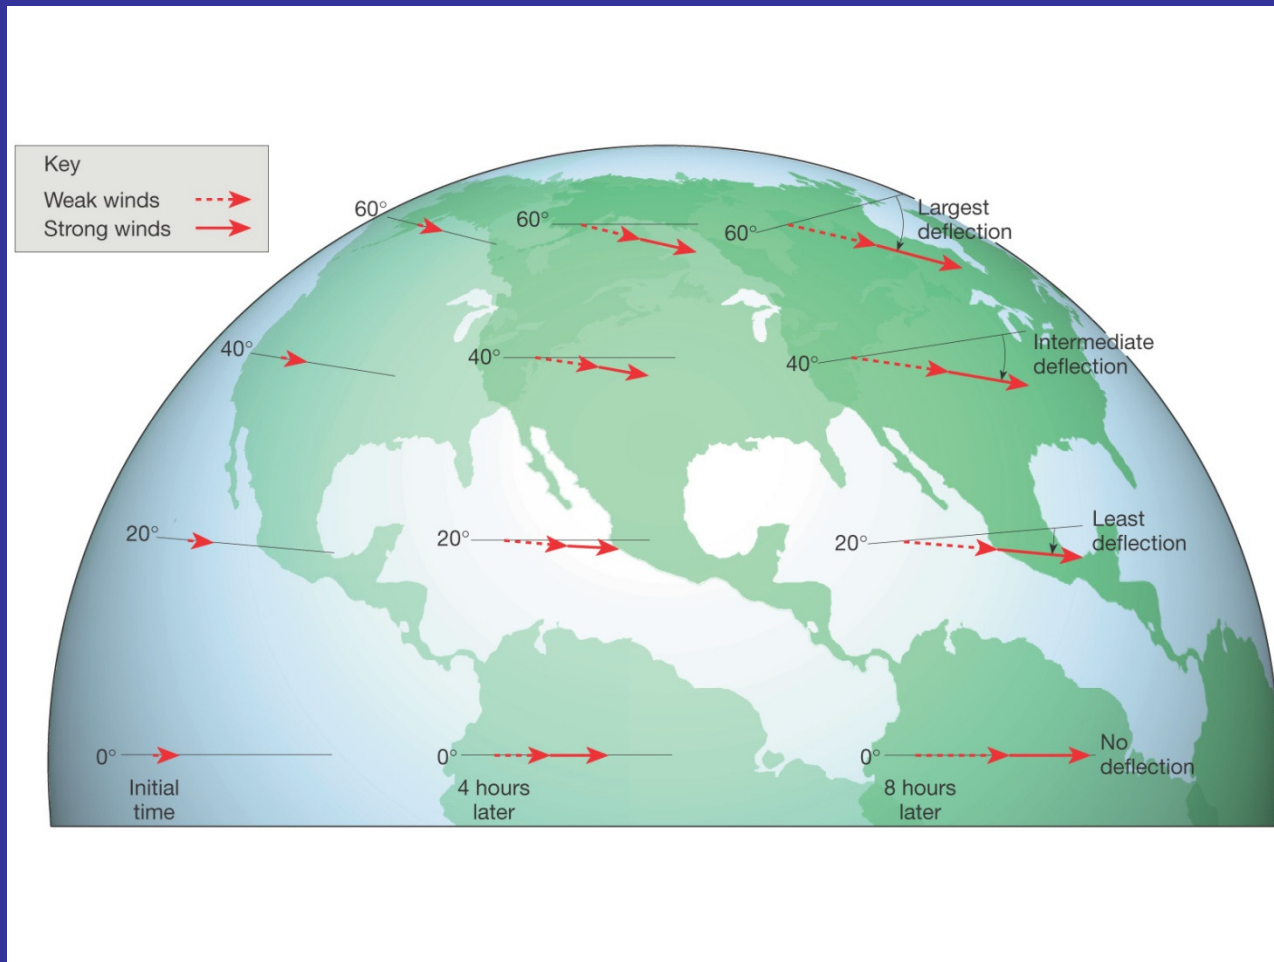 Key
Weak winds
Strong winds
60°
60°
60°
Largest
deflection
40°
40°
40°
Intermediate
deflection
20°
20°
20°
Least
deflection
0°
0°
0°
No
deflection
Initial
time
4 hours
later
8 hours
later